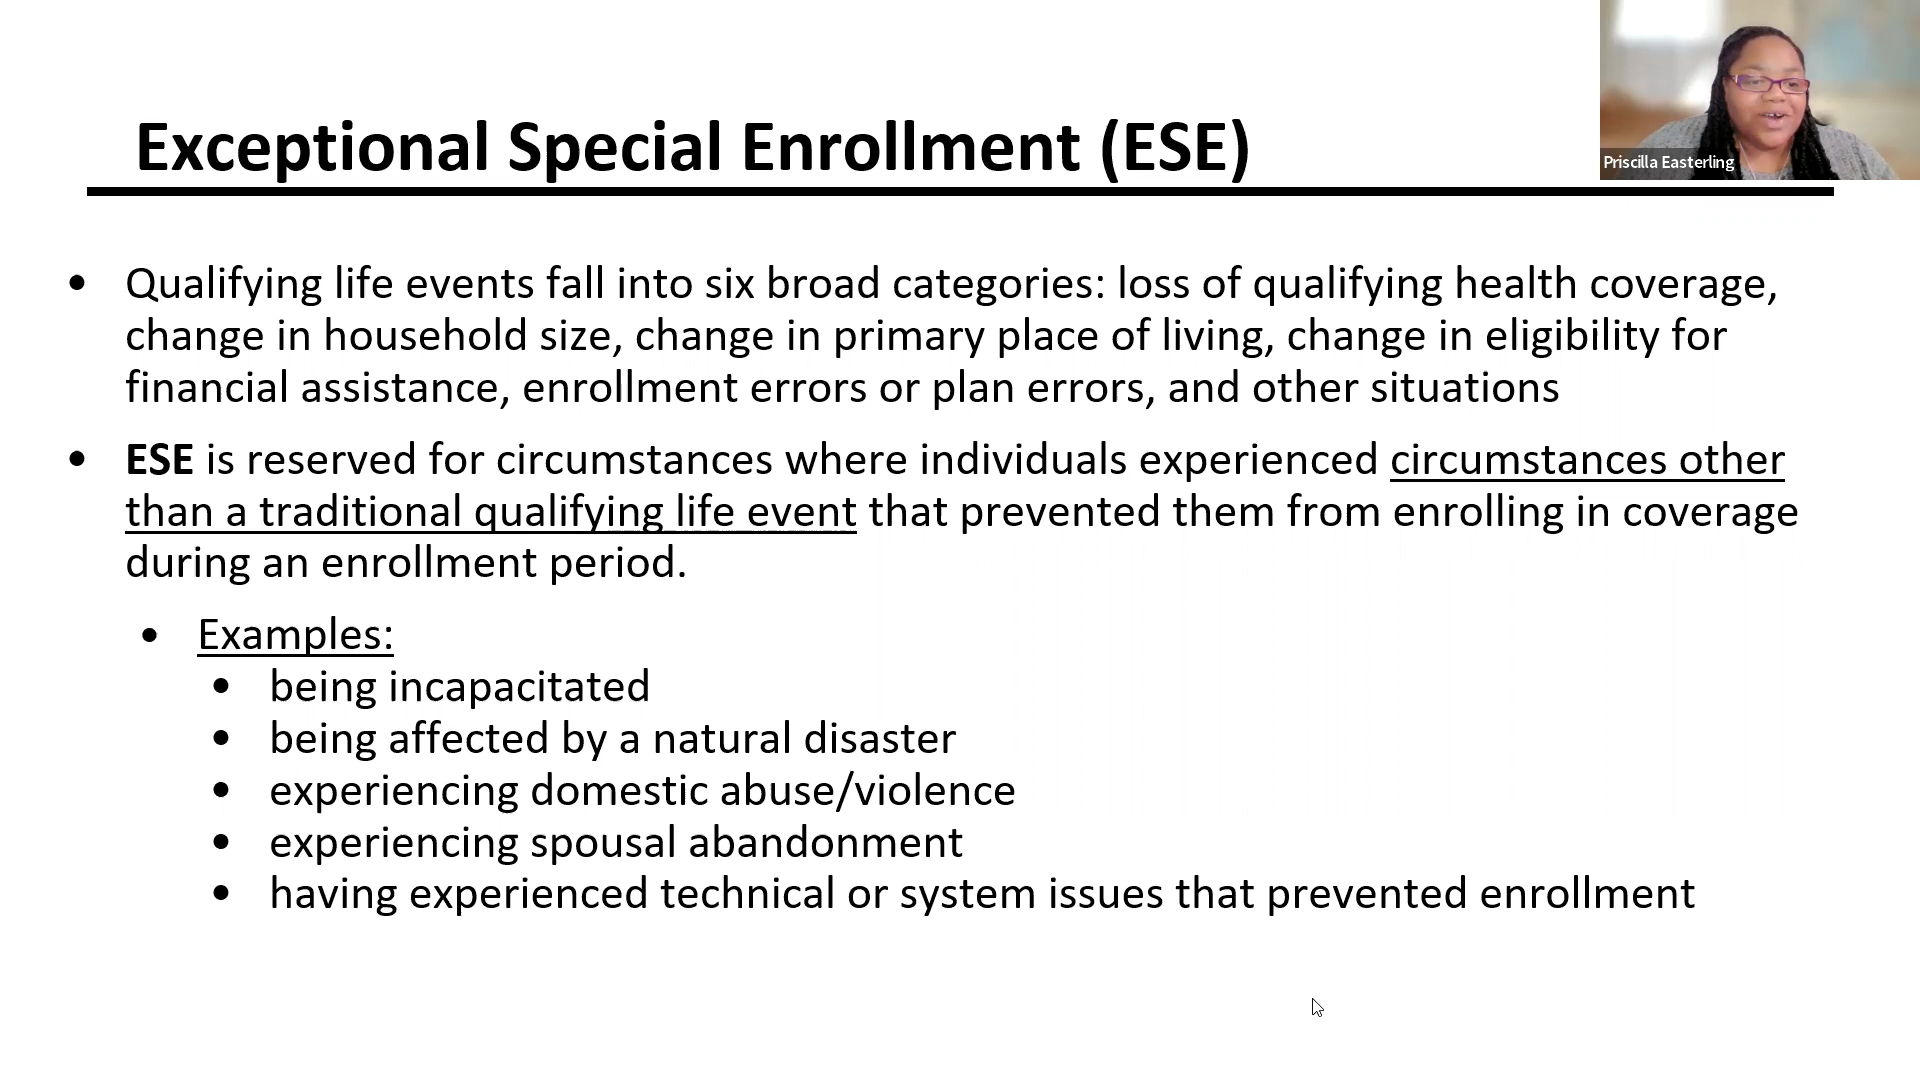 Exceptional Special Enrollment (ESE)
Priscilla Easterling
• Qualifying life events fall into six broad categories: loss of qualifying health coverage,
change in household size, change in primary place of living, change in eligibility for
financial assistance, enrollment errors or plan errors, and other situations
• ESE is reserved for circumstances where individuals experienced circumstances other
than a traditional qualifying life event that prevented them from enrolling in coverage
during an enrollment period.
• Examples:
• being incapacitated
• being affected by a natural disaster
• experiencing domestic abuse/violence
• experiencing spousal abandonment
• having experienced technical or system issues that prevented enrollment